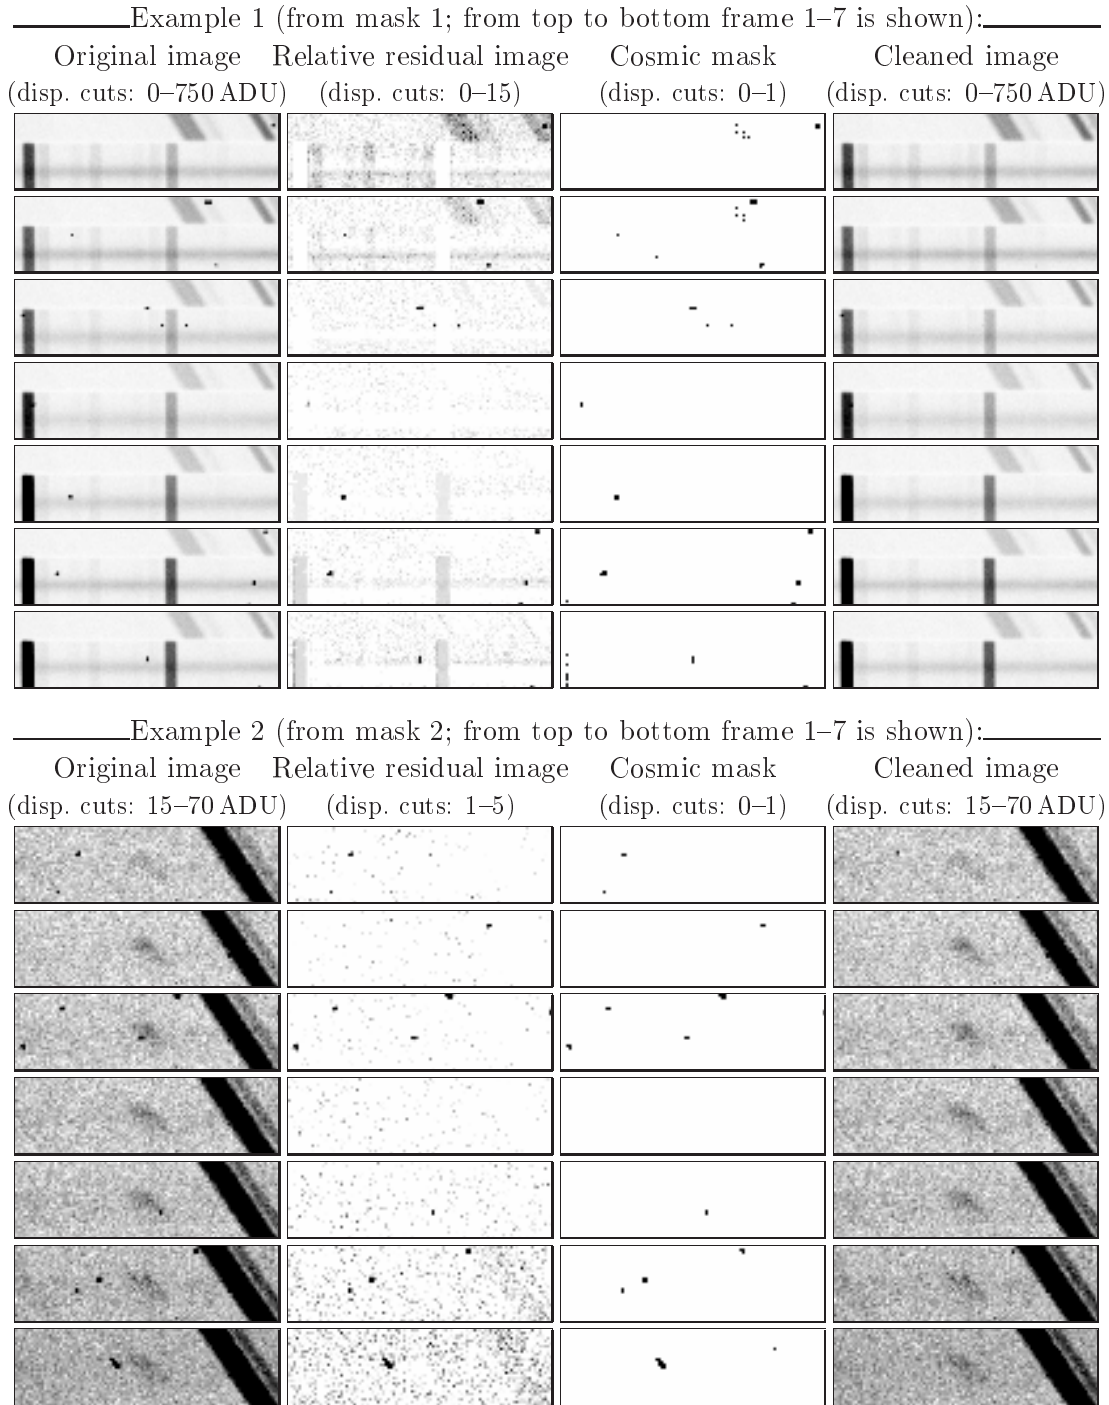 Example 1 (from mask 1; from top to bottom frame 1–7 is shown):
Original image Relative residual image Cosmic mask Cleaned image
(disp. cuts: 0–750 ADU) (disp. cuts: 0–15) (disp. cuts: 0–1) (disp. cuts: 0–750 ADU)
Example 2 (from mask 2; from top to bottom frame 1–7 is shown):
Original image Relative residual image Cosmic mask Cleaned image
(disp. cuts: 15–70 ADU) (disp. cuts: 1–5) (disp. cuts: 0–1) (disp. cuts: 15–70 ADU)